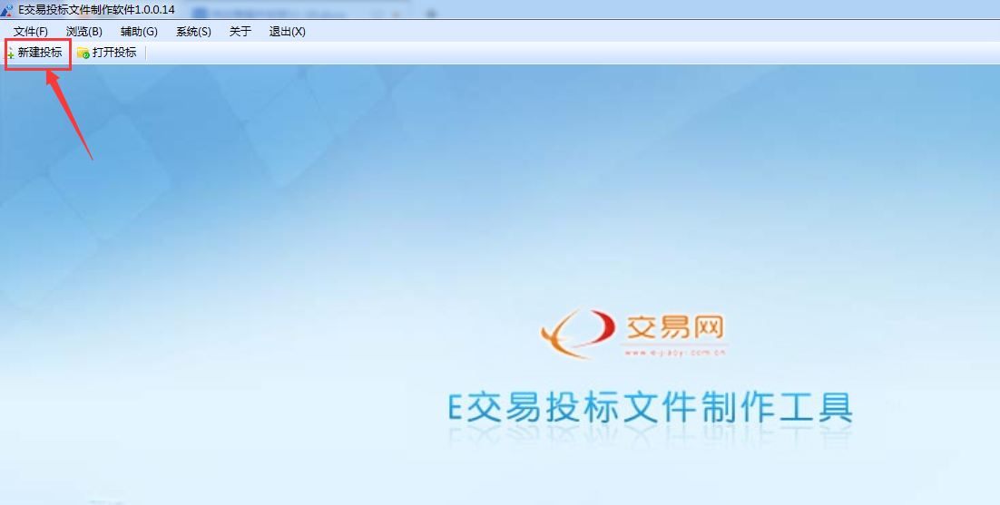 E交易投标文件制作软件1.0.0.14
文件(F) 浏览(B) 辅助(G) 系统(S) 关于 退出(X)
新建投标 打开投标
交易网
www.e-jiaoyi.com.cn
E交易投标文件制作工具